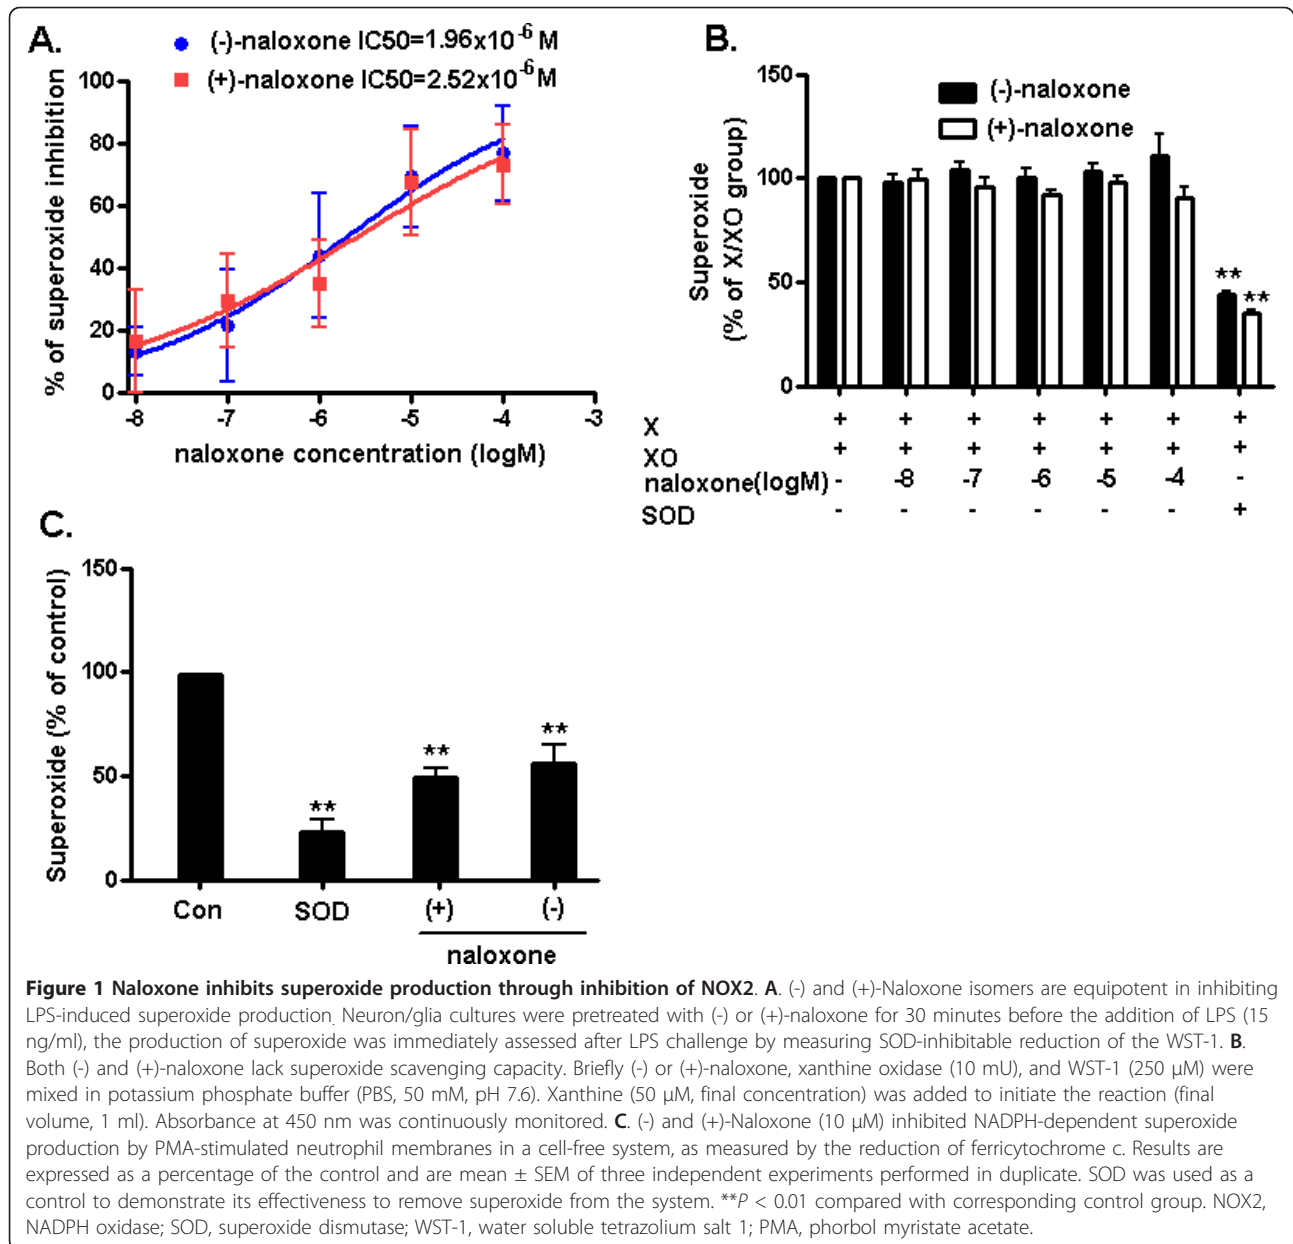 A.
(-)-naloxone IC50=1.96x10-6 M
(+)-naloxone IC50=2.52x10-6 M
% of superoxide inhibition
100
80
60
40
20
0
-8 -7 -6 -5 -4 -3
naloxone concentration (logM)
B.
(-)-naloxone
(+)-naloxone
Superoxide
(% of X/XO group)
150
100
50
0
** **
X + + + + + + +
XO + + + + + + +
naloxone(logM) - -8 -7 -6 -5 -4 -
SOD - - - - - - +
C.
Superoxide (% of control)
150
100
50
0
** ** **
Con SOD (+) (-)
naloxone
Figure 1 Naloxone inhibits superoxide production through inhibition of NOX2. A. (-) and (+)-Naloxone isomers are equipotent in inhibiting
LPS-induced superoxide production. Neuron/glia cultures were pretreated with (-) or (+)-naloxone for 30 minutes before the addition of LPS (15
ng/ml), the production of superoxide was immediately assessed after LPS challenge by measuring SOD-inhibitable reduction of the WST-1. B.
Both (-) and (+)-naloxone lack superoxide scavenging capacity. Briefly (-) or (+)-naloxone, xanthine oxidase (10 mU), and WST-1 (250 μM) were
mixed in potassium phosphate buffer (PBS, 50 mM, pH 7.6). Xanthine (50 μM, final concentration) was added to initiate the reaction (final
volume, 1 ml). Absorbance at 450 nm was continuously monitored. C. (-) and (+)-Naloxone (10 μM) inhibited NADPH-dependent superoxide
production by PMA-stimulated neutrophil membranes in a cell-free system, as measured by the reduction of ferricytochrome c. Results are
expressed as a percentage of the control and are mean ± SEM of three independent experiments performed in duplicate. SOD was used as a
control to demonstrate its effectiveness to remove superoxide from the system. **P < 0.01 compared with corresponding control group. NOX2,
NADPH oxidase; SOD, superoxide dismutase; WST-1, water soluble tetrazolium salt 1; PMA, phorbol myristate acetate.